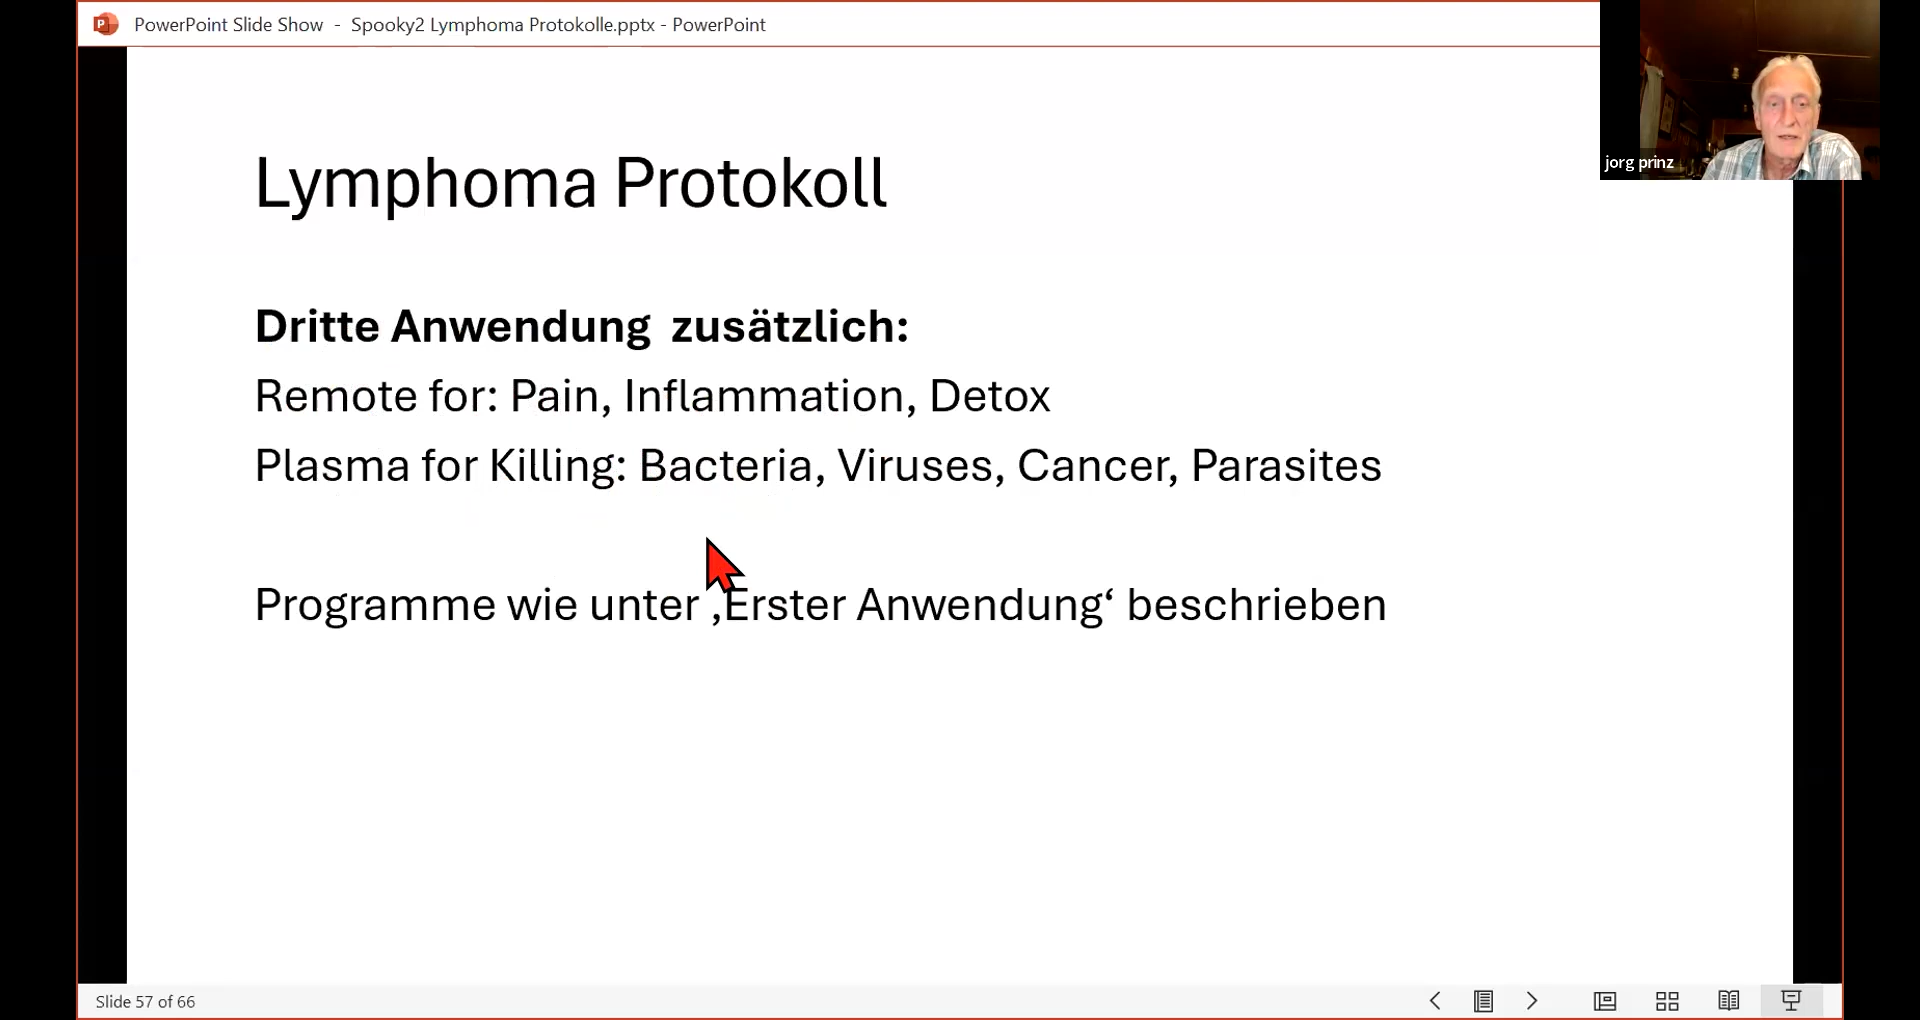 PowerPoint Slide Show - Spooky2 Lymphoma Protokolle.pptx - PowerPoint
jorg prinz
Lymphoma Protokoll
Dritte Anwendung zusätzlich:
Remote for: Pain, Inflammation, Detox
Plasma for Killing: Bacteria, Viruses, Cancer, Parasites
Programme wie unter ‚Erster Anwendung‘ beschrieben
Slide 57 of 66